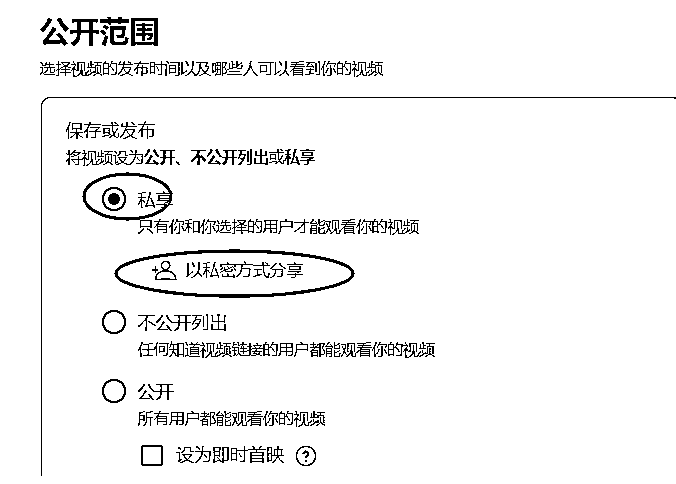 公开范围
选择视频的发布时间以及哪些人可以看到你的视频
保存或发布
将视频设为公开、不公开列出或私享
私享
只有你和你选择的用户才能观看你的视频
以私密方式分享
不公开列出
任何知道视频链接的用户都能观看你的视频
公开
所有用户都能观看你的视频
设为即时首映 ?